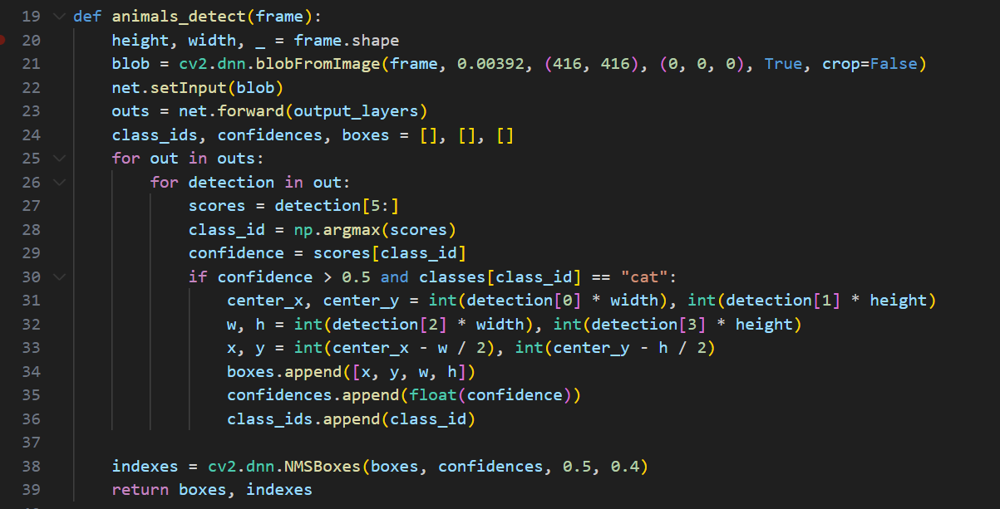 19 def animals_detect(frame):
20     height, width, _ = frame.shape
21     blob = cv2.dnn.blobFromImage(frame, 0.00392, (416, 416), (0, 0, 0), True, crop=False)
22     net.setInput(blob)
23     outs = net.forward(output_layers)
24     class_ids, confidences, boxes = [], [], []
25     for out in outs:
26         for detection in out:
27             scores = detection[5:]
28             class_id = np.argmax(scores)
29             confidence = scores[class_id]
30             if confidence > 0.5 and classes[class_id] == "cat":
31                 center_x, center_y = int(detection[0] * width), int(detection[1] * height)
32                 w, h = int(detection[2] * width), int(detection[3] * height)
33                 x, y = int(center_x - w / 2), int(center_y - h / 2)
34                 boxes.append([x, y, w, h])
35                 confidences.append(float(confidence))
36                 class_ids.append(class_id)
37
38     indexes = cv2.dnn.NMSBoxes(boxes, confidences, 0.5, 0.4)
39     return boxes, indexes